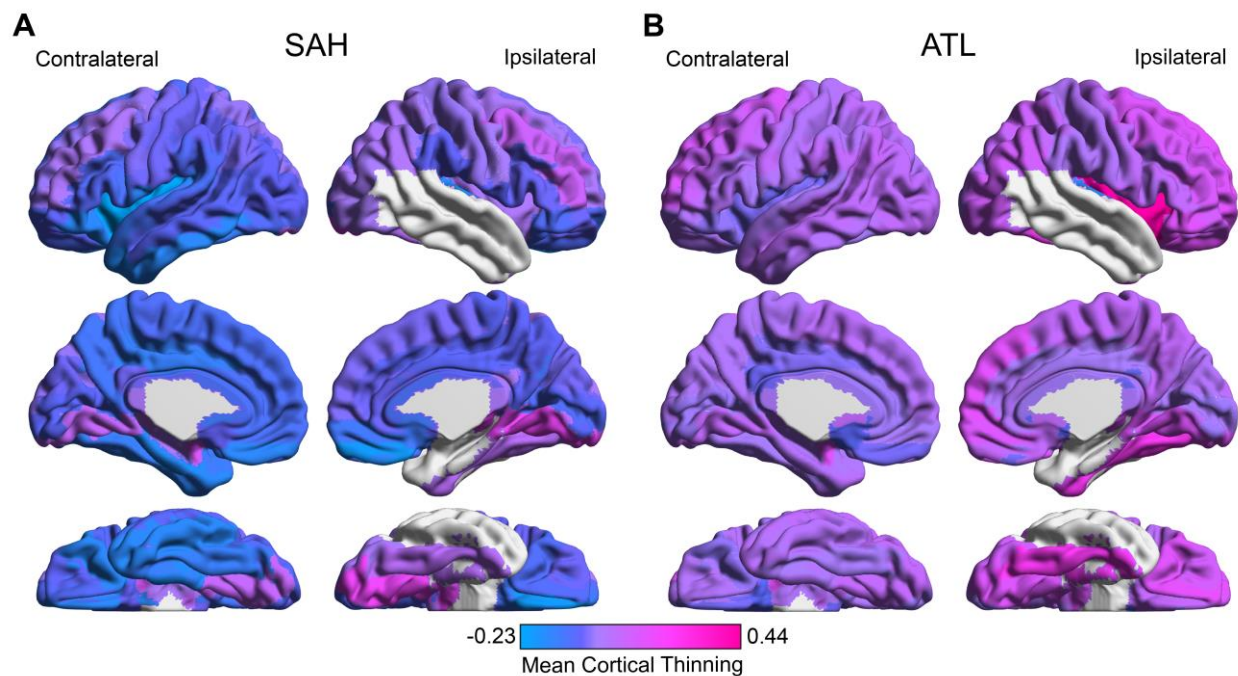 A
SAH
Contralateral
Ipsilateral
B
ATL
Contralateral
Ipsilateral
-0.23
0.44
Mean Cortical Thinning